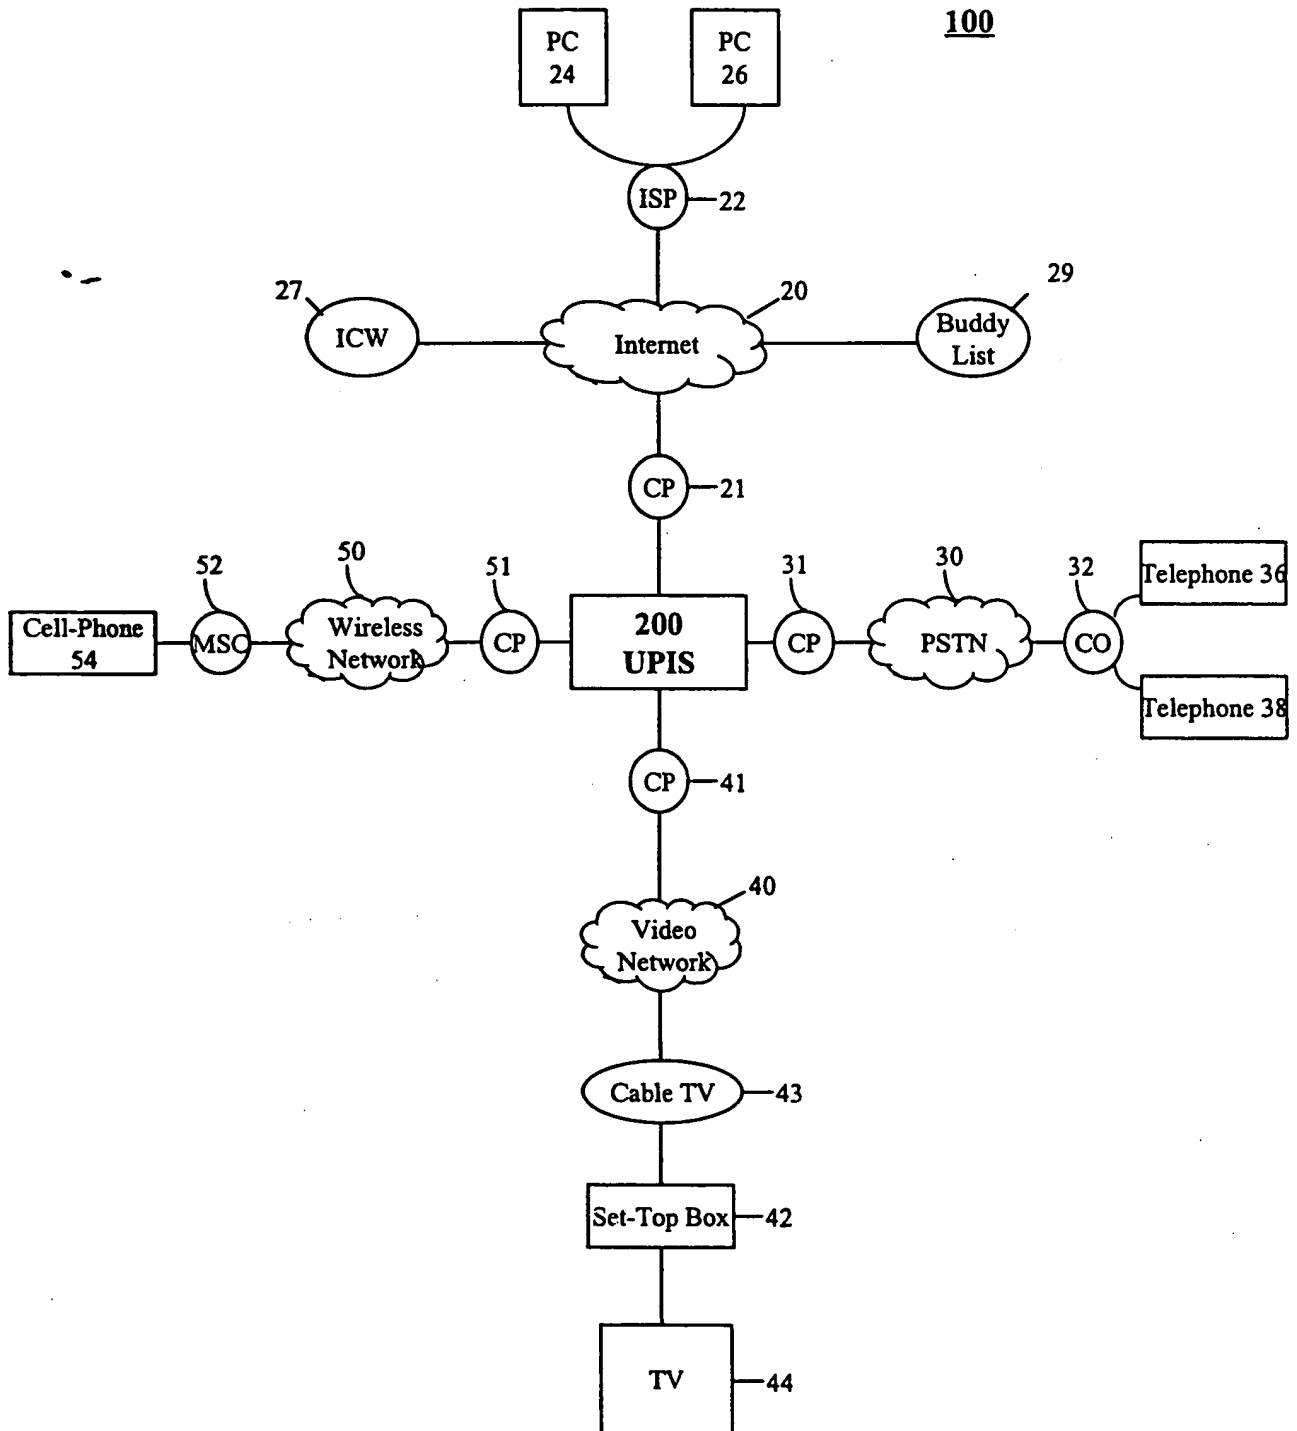 100
PC
24
PC
26
ISP
22
27
ICW
20
Internet
29
Buddy
List
CP
21
Cell-Phone
54
52
MSC
50
Wireless
Network
51
CP
200
UPIS
31
CP
30
PSTN
32
CO
Telephone 36
Telephone 38
CP
41
40
Video
Network
Cable TV
43
Set-Top Box
42
TV
44